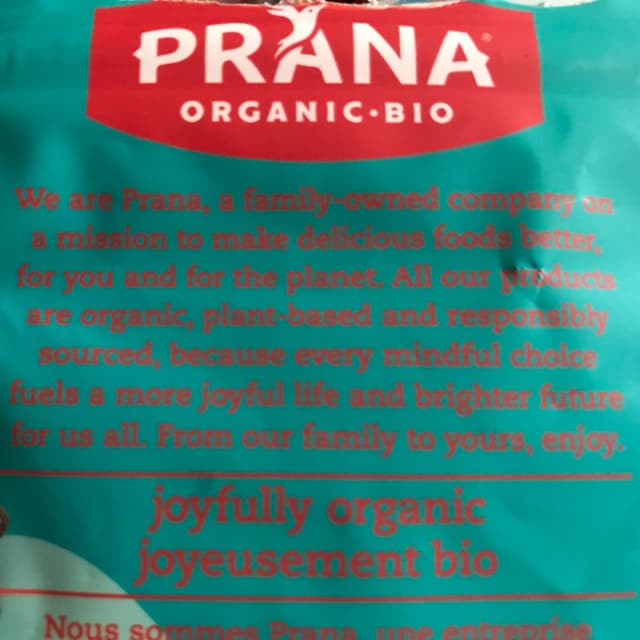 PRANA
ORGANIC•BIO
We are Prana, a family-owned company on
a mission to make delicious foods better,
for you and for the planet. All our products
are organic, plant-based and responsibly
sourced, because every mindful choice
fuels a more joyful life and brighter future
for us all. From our family to yours, enjoy.
joyfully organic
joyeusement bio
Nous sommes Prana, une entreprise